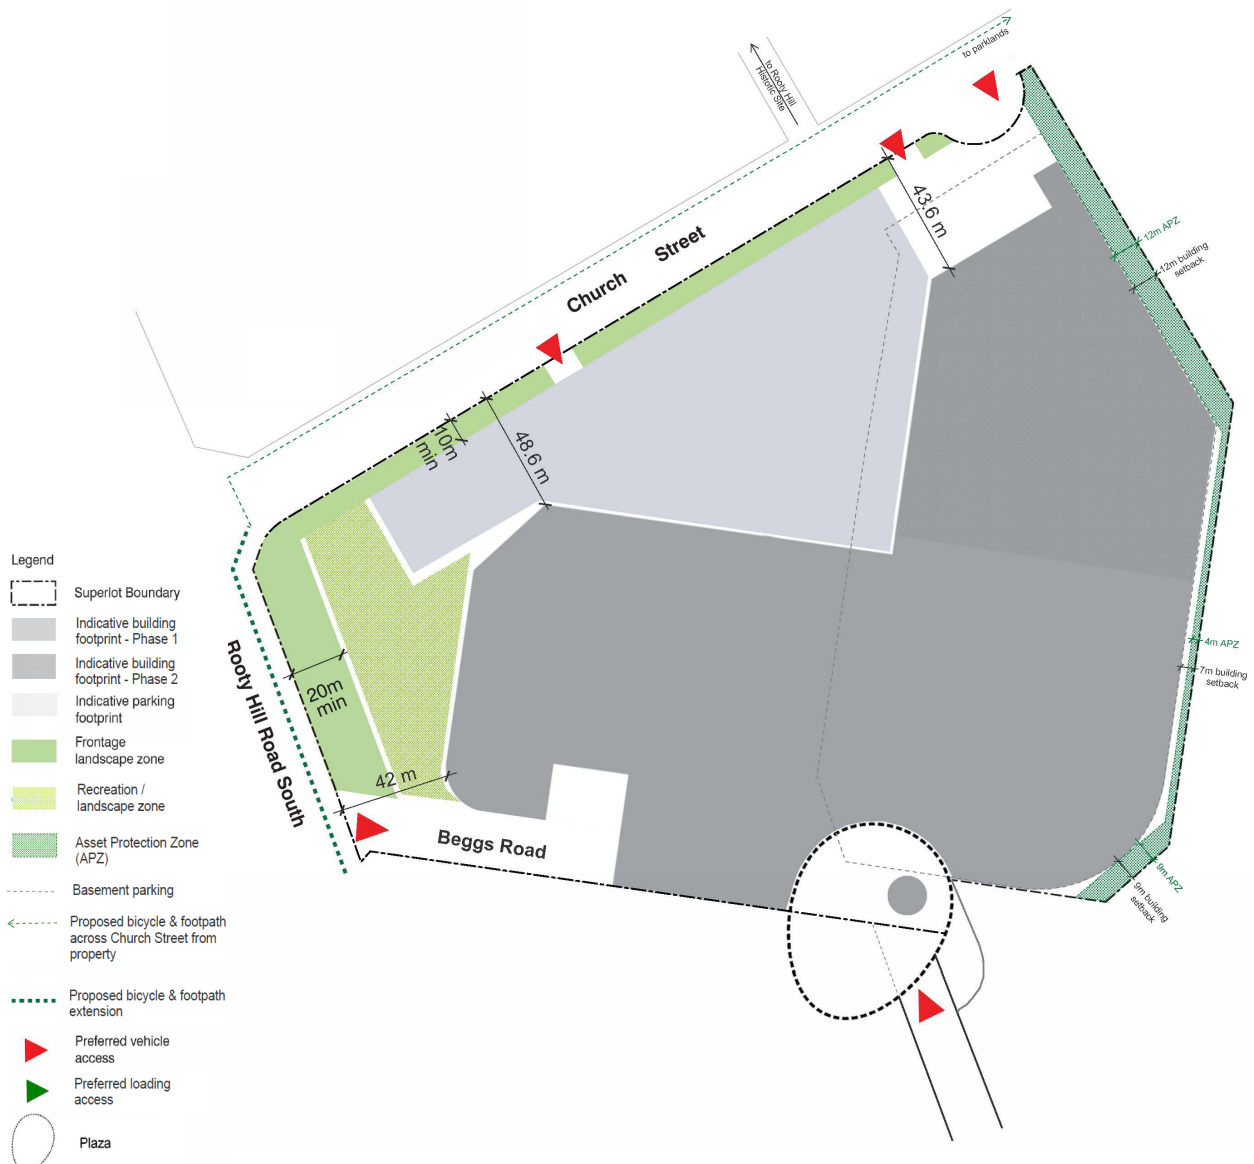 to parklands
to Rooty Hill
Histotic Site
43.6 m
Church Street
12m APZ
12m building
setback
10m
min
48.6 m
Legend
Superlot Boundary
Indicative building
footprint - Phase 1
Indicative building
footprint - Phase 2
Indicative parking
footprint
Frontage
landscape zone
Recreation /
landscape zone
Asset Protection Zone
(APZ)
Basement parking
Proposed bicycle & footpath
across Church Street from
property
Proposed bicycle & footpath
extension
Preferred vehicle
access
Preferred loading
access
Plaza
Rooty Hill Road South
20m
min
42 m
Beggs Road
4m APZ
7m building
setback
9m APZ
9m building
setback